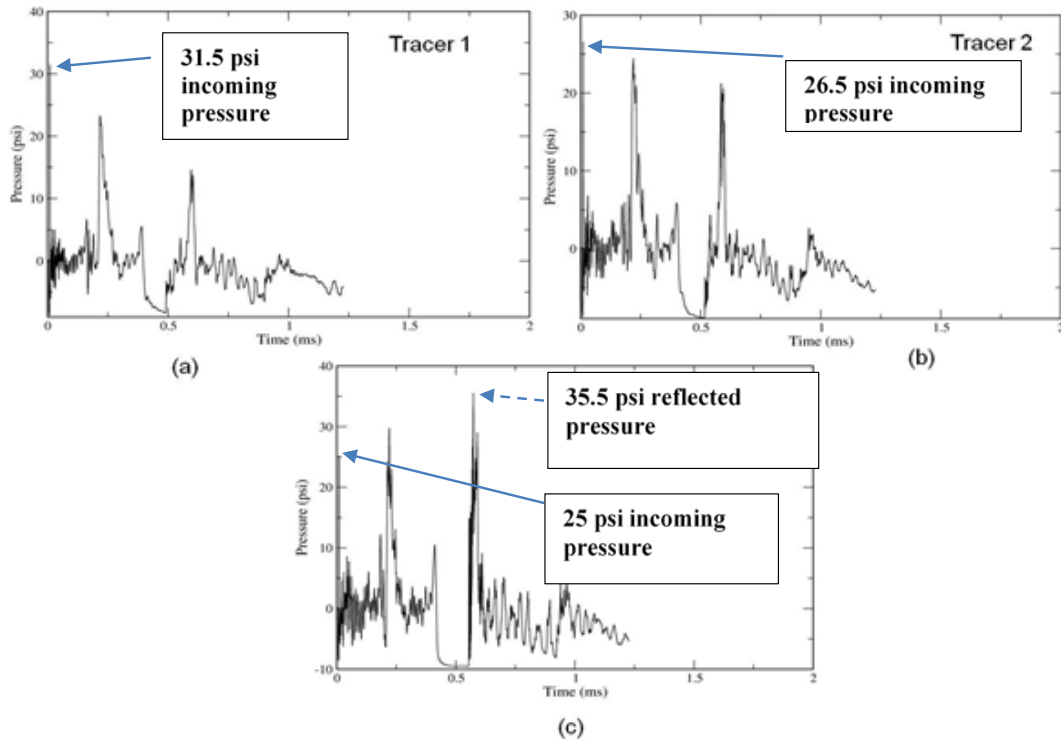 40
30
20
10
0
Pressure (psi)
31.5 psi
incoming
pressure
Tracer 1
0
0.5
1
1.5
2
Time (ms)
(a)
30
20
10
0
Pressure (psi)
Tracer 2
26.5 psi incoming
pressure
0
0.5
1
1.5
2
Time (ms)
(b)
40
30
20
10
0
-10
Pressure (psi)
35.5 psi reflected
pressure
25 psi incoming
pressure
0
0.5
1
1.5
2
Time (ms)
(c)